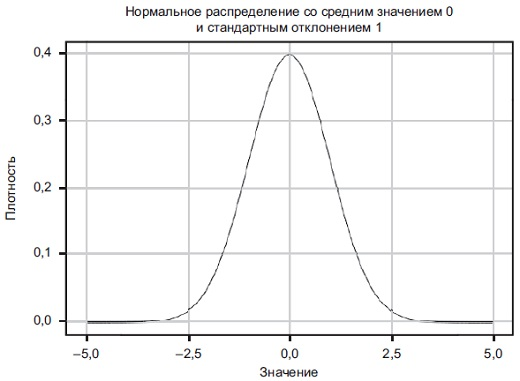 Нормальное распределение со средним значением 0
и стандартным отклонением 1
Плотность
0,4
0,3
0,2
0,1
0,0
–5,0
–2,5
0,0
2,5
5,0
Значение